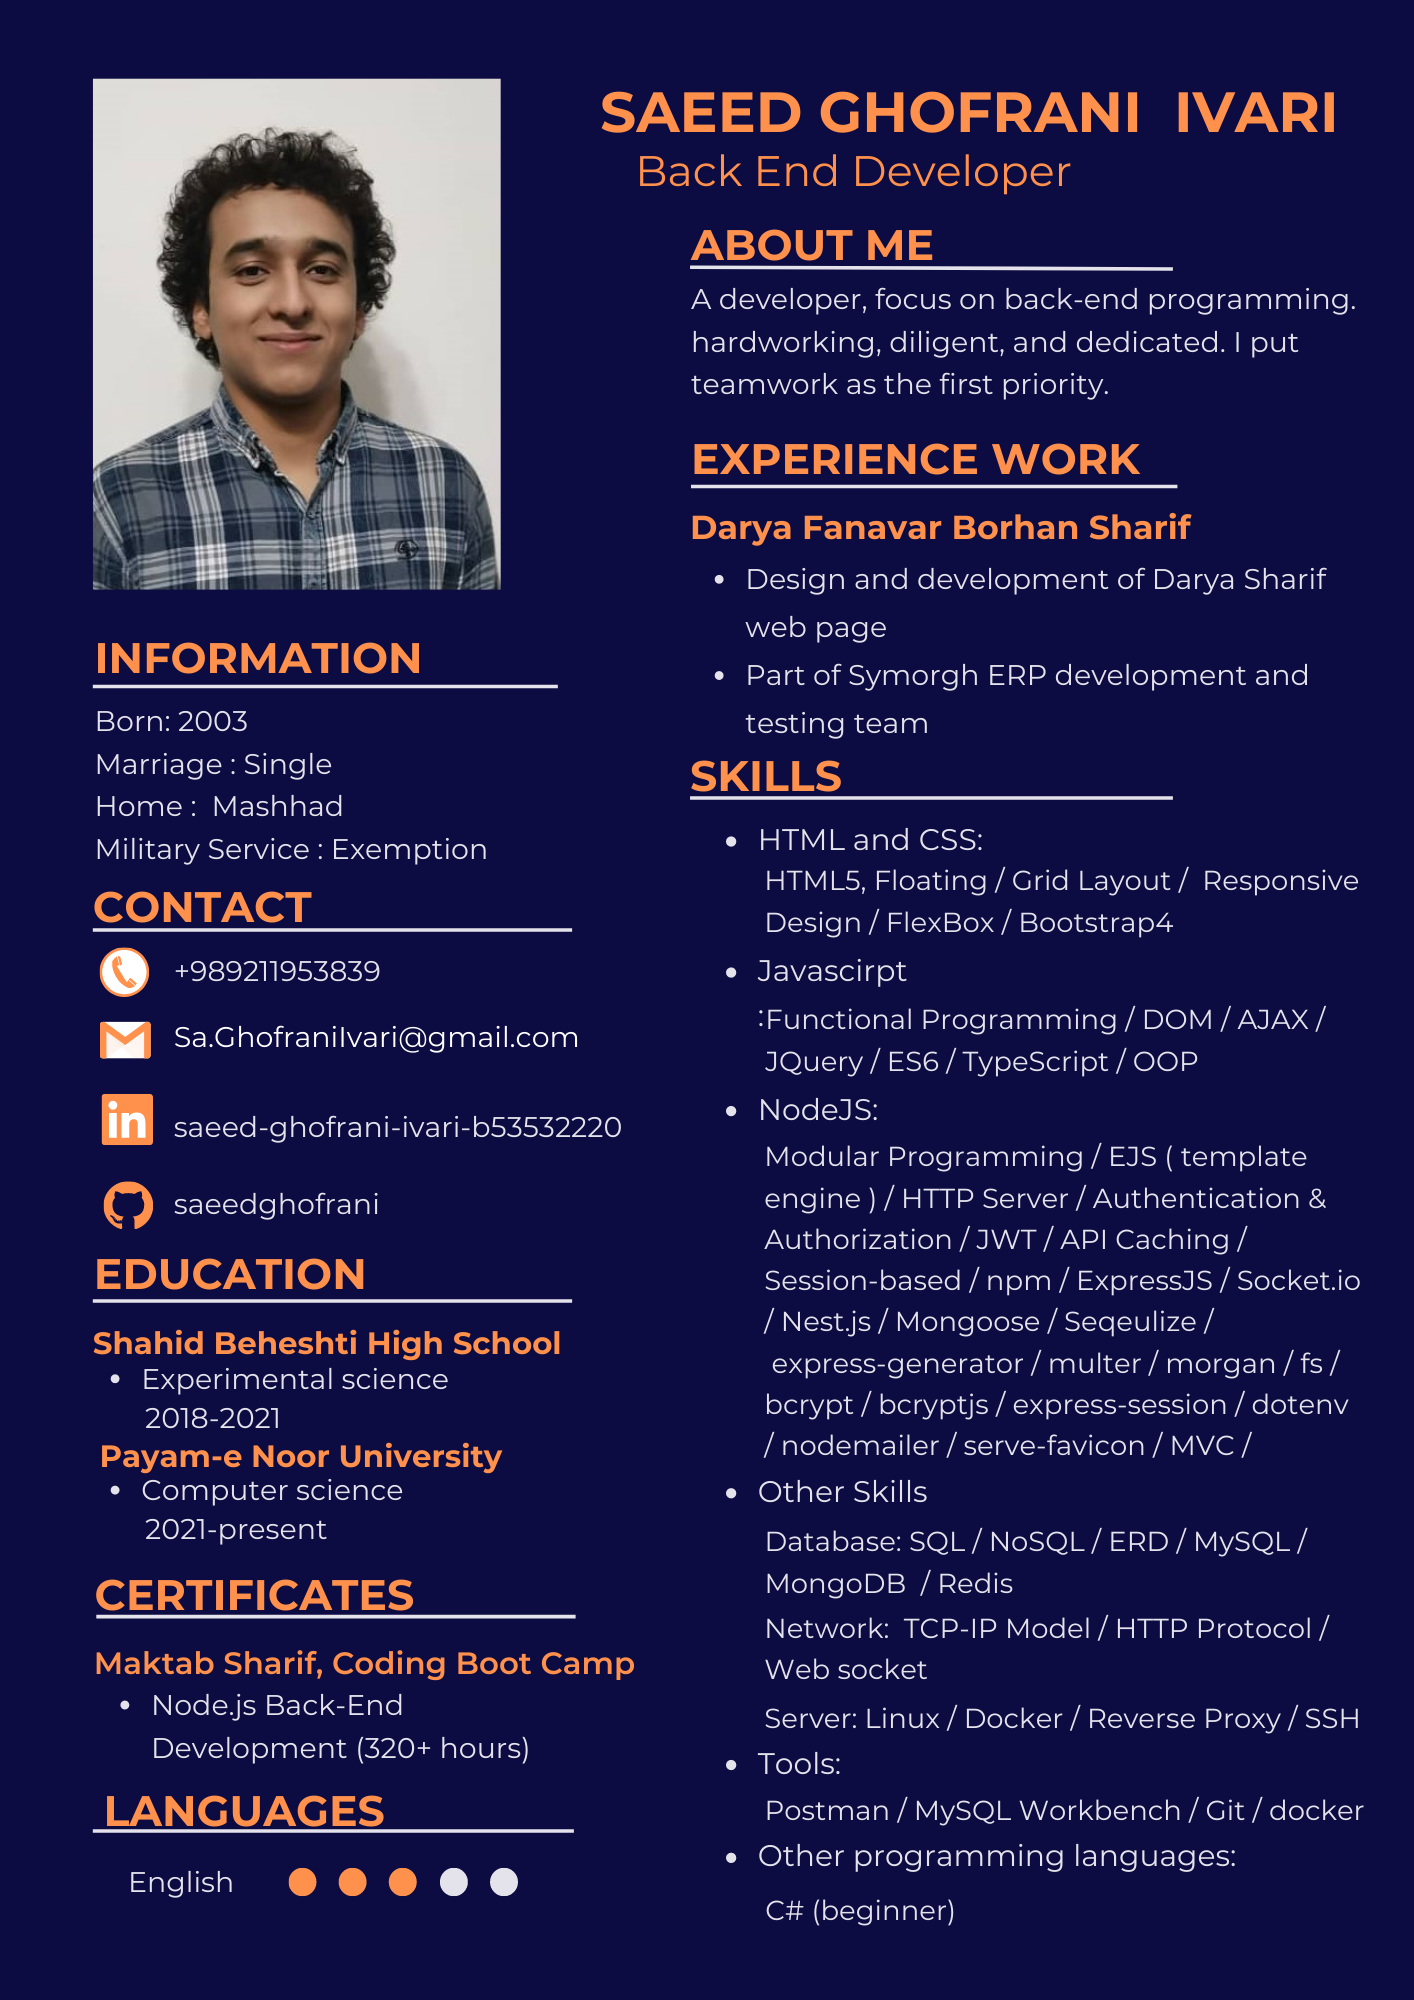 SAEED GHOFRANI IVARI
Back End Developer
ABOUT ME
A developer, focus on back-end programming.
hardworking, diligent, and dedicated. I put
teamwork as the first priority.
EXPERIENCE WORK
Darya Fanavar Borhan Sharif
• Design and development of Darya Sharif
web page
• Part of Symorgh ERP development and
testing team
SKILLS
• HTML and CSS:
HTML5, Floating / Grid Layout / Responsive
Design / FlexBox / Bootstrap4
• Javascirpt
:Functional Programming / DOM / AJAX /
JQuery / ES6 / TypeScript / OOP
• NodeJS:
Modular Programming / EJS ( template
engine ) / HTTP Server / Authentication &
Authorization / JWT / API Caching /
Session-based / npm / ExpressJS / Socket.io
/ Nest.js / Mongoose / Seqeulize /
express-generator / multer / morgan / fs /
bcrypt / bcryptjs / express-session / dotenv
/ nodemailer / serve-favicon / MVC /
• Other Skills
Database: SQL / NoSQL / ERD / MySQL /
MongoDB / Redis
Network: TCP-IP Model / HTTP Protocol /
Web socket
Server: Linux / Docker / Reverse Proxy / SSH
• Tools:
Postman / MySQL Workbench / Git / docker
• Other programming languages:
C# (beginner)
INFORMATION
Born: 2003
Marriage : Single
Home : Mashhad
Military Service : Exemption
CONTACT
+989211953839
Sa.GhofraniIvari@gmail.com
in
saeed-ghofrani-ivari-b53532220
saeedghofrani
EDUCATION
Shahid Beheshti High School
• Experimental science
2018-2021
Payam-e Noor University
• Computer science
2021-present
CERTIFICATES
Maktab Sharif, Coding Boot Camp
• Node.js Back-End
Development (320+ hours)
LANGUAGES
English